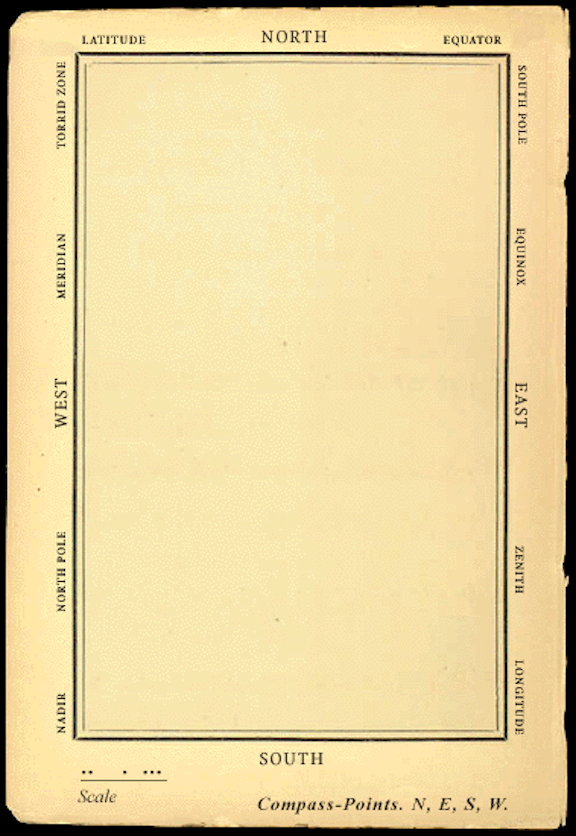 LATITUDE NORTH EQUATOR
TORRID ZONE
MERIDIAN
WEST
NORTH POLE
NADIR
SOUTH POLE
EQUINOX
EAST
ZENITH
LONGITUDE
SOUTH
Scale
Compass-Points. N, E, S, W.